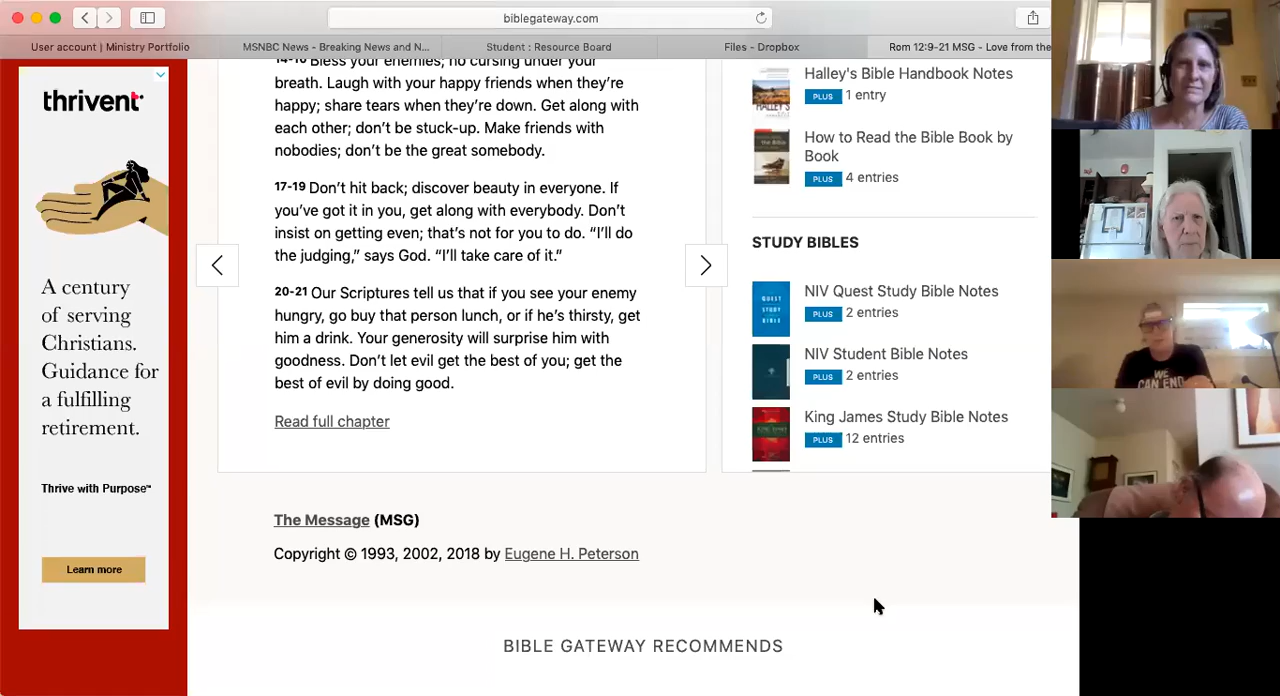 biblegateway.com
User account | Ministry Portfolio
MSNBC News - Breaking News and N...
Student : Resource Board
Files - Dropbox
Rom 12:9-21 MSG - Love from the
thrivent
A century
of serving
Christians.
Guidance for
a fulfilling
retirement.
Thrive with Purpose℠
Learn more
14-16 Bless your enemies; no cursing under your
breath. Laugh with your happy friends when they’re
happy; share tears when they’re down. Get along with
each other; don’t be stuck-up. Make friends with
nobodies; don’t be the great somebody.
17-19 Don’t hit back; discover beauty in everyone. If
you’ve got it in you, get along with everybody. Don’t
insist on getting even; that’s not for you to do. “I’ll do
the judging,” says God. “I’ll take care of it.”
20-21 Our Scriptures tell us that if you see your enemy
hungry, go buy that person lunch, or if he’s thirsty, get
him a drink. Your generosity will surprise him with
goodness. Don’t let evil get the best of you; get the
best of evil by doing good.
Read full chapter
The Message (MSG)
Copyright © 1993, 2002, 2018 by Eugene H. Peterson
BIBLE GATEWAY RECOMMENDS
Halley's Bible Handbook Notes
PLUS 1 entry
How to Read the Bible Book by
Book
PLUS 4 entries
STUDY BIBLES
QUEST
STUDY
BIBLE
NIV Quest Study Bible Notes
PLUS 2 entries
NIV Student Bible Notes
PLUS 2 entries
King James Study Bible Notes
PLUS 12 entries
WE
CAN END